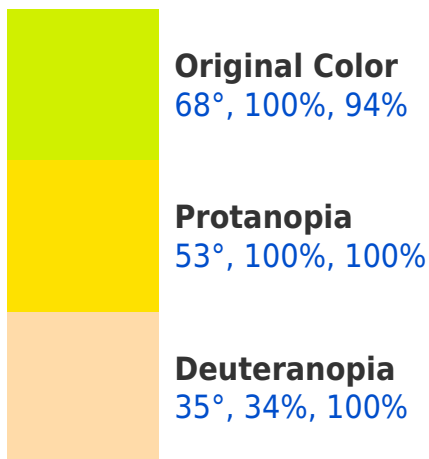 Original Color
68°, 100%, 94%
Protanopia
53°, 100%, 100%
Deuteranopia
35°, 34%, 100%